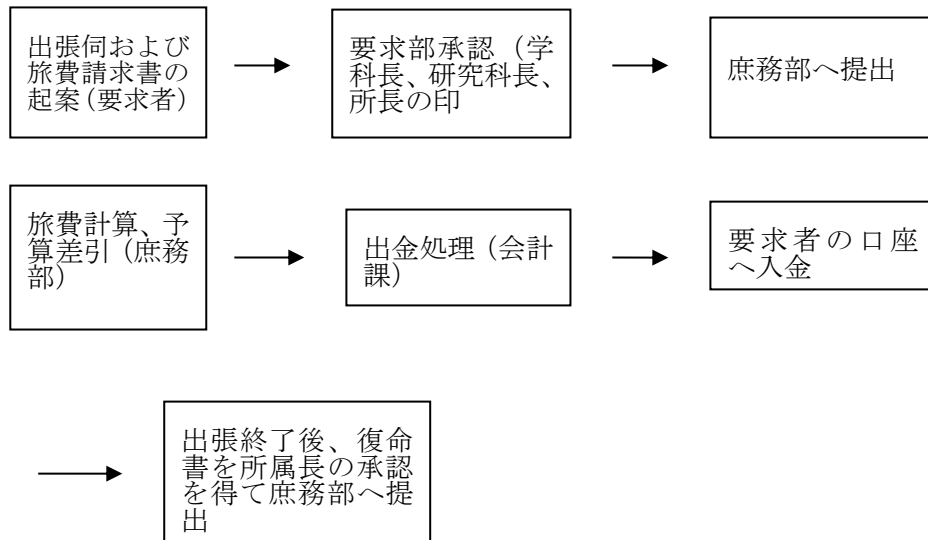 出張伺および
旅費請求書の
起案（要求者）
要求部承認（学
科長、研究科長、
所長の印
庶務部へ提出
旅費計算、予
算差引（庶務
部）
出金処理（会計
課）
要求者の口座
へ入金
出張終了後、復命
書を所属長の承認
を得て庶務部へ提
出